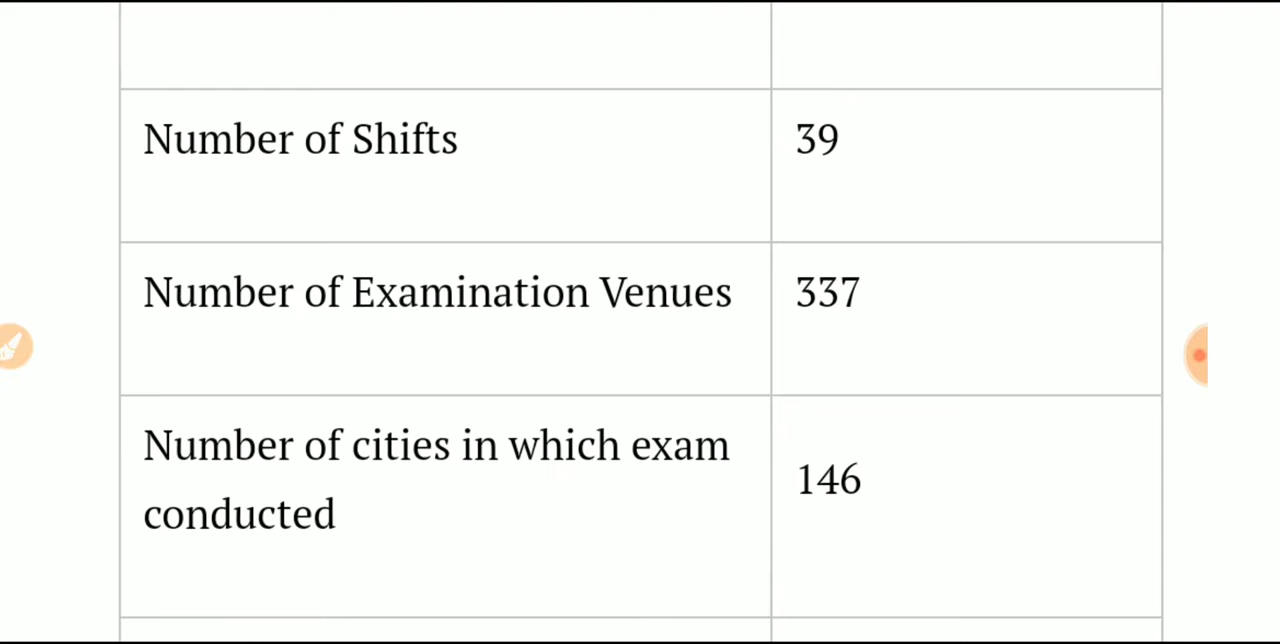 Number of Shifts 39
Number of Examination Venues 337
Number of cities in which exam
conducted
146